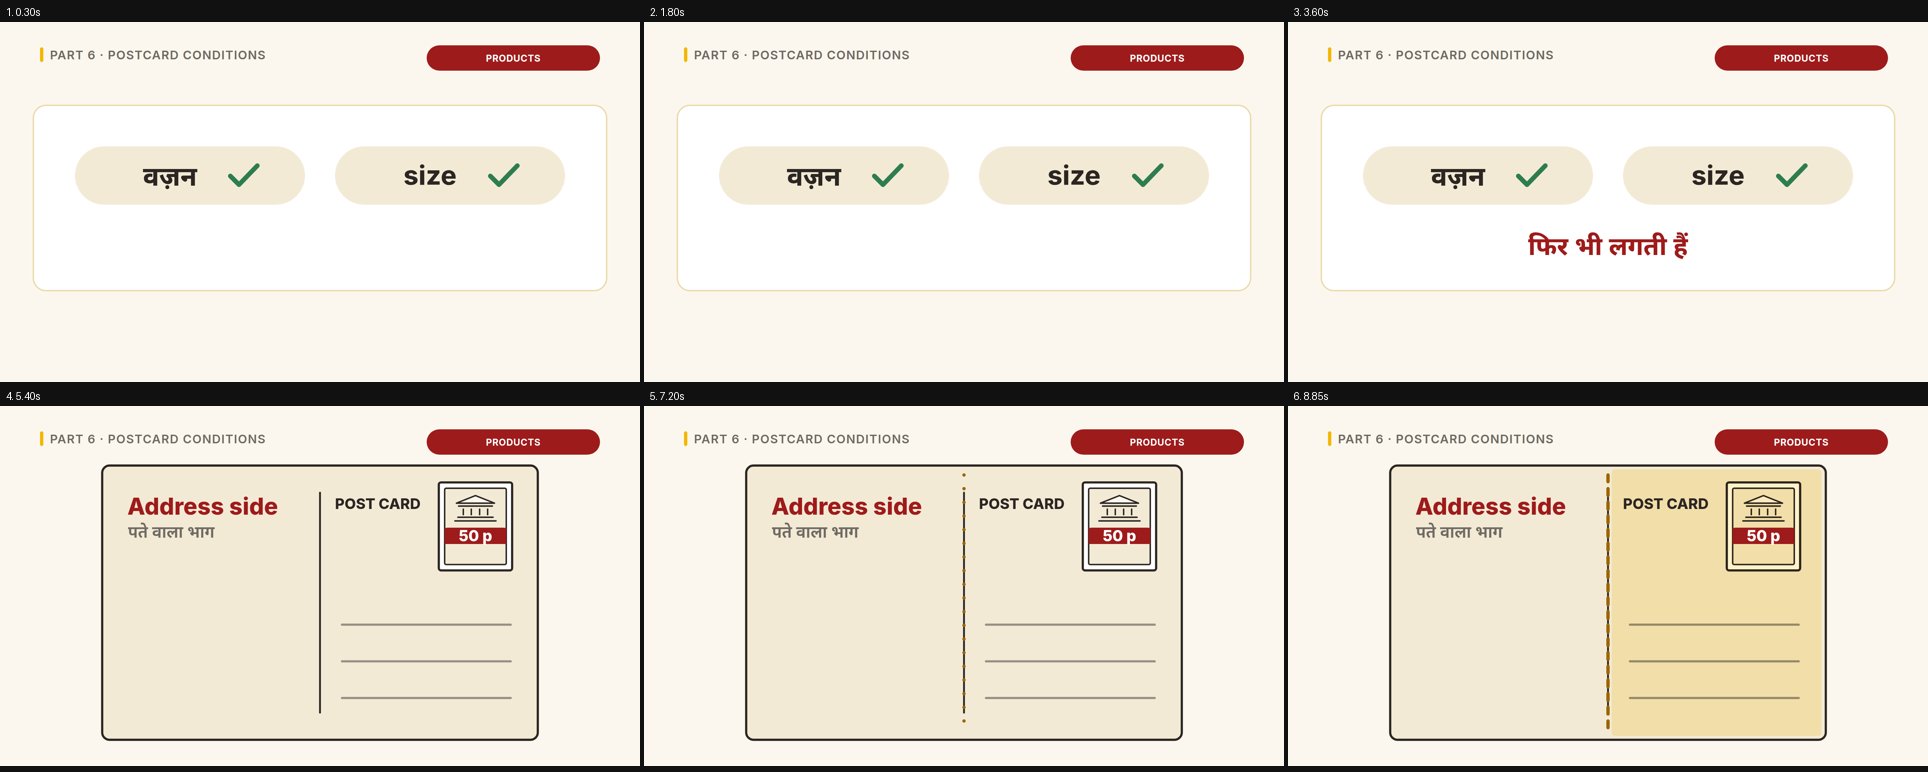 1. 0.30s
PART 6 · POSTCARD CONDITIONS
PRODUCTS
वज़न
size
2. 1.80s
PART 6 · POSTCARD CONDITIONS
PRODUCTS
वज़न
size
3. 3.60s
PART 6 · POSTCARD CONDITIONS
PRODUCTS
वज़न
size
फिर भी लगती हैं
4. 5.40s
PART 6 · POSTCARD CONDITIONS
PRODUCTS
Address side
पते वाला भाग
POST CARD
50 p
5. 7.20s
PART 6 · POSTCARD CONDITIONS
PRODUCTS
Address side
पते वाला भाग
POST CARD
50 p
6. 8.85s
PART 6 · POSTCARD CONDITIONS
PRODUCTS
Address side
पते वाला भाग
POST CARD
50 p